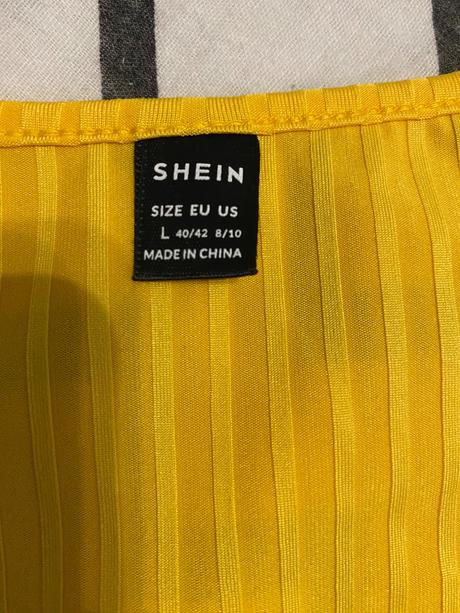 SHEIN
SIZE EU US
L 40/42 8/10
MADE IN CHINA